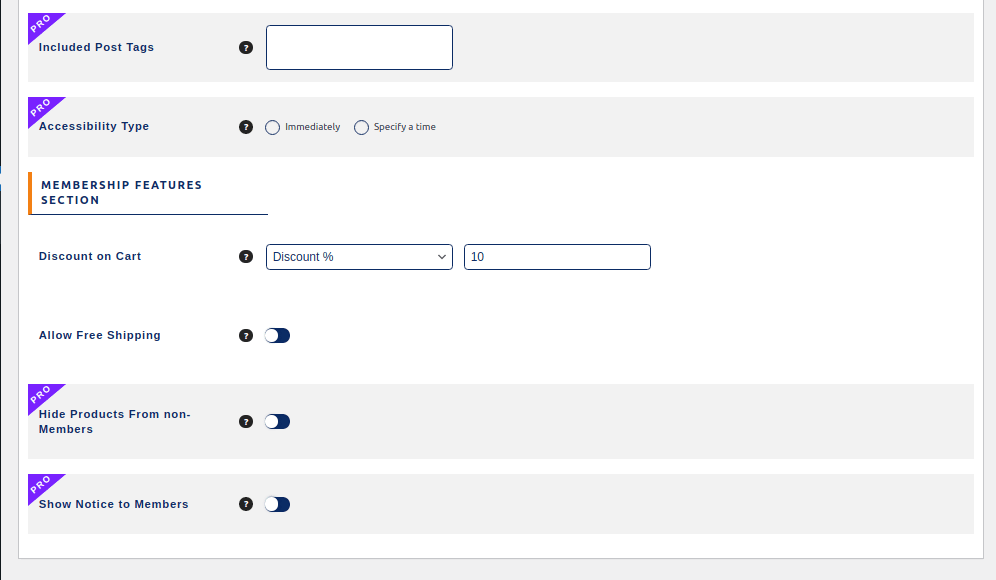 PRO
Included Post Tags
?
PRO
Accessibility Type
?
Immediately
Specify a time
MEMBERSHIP FEATURES
SECTION
Discount on Cart
?
Discount %
10
Allow Free Shipping
?
PRO
Hide Products From non-
Members
?
PRO
Show Notice to Members
?